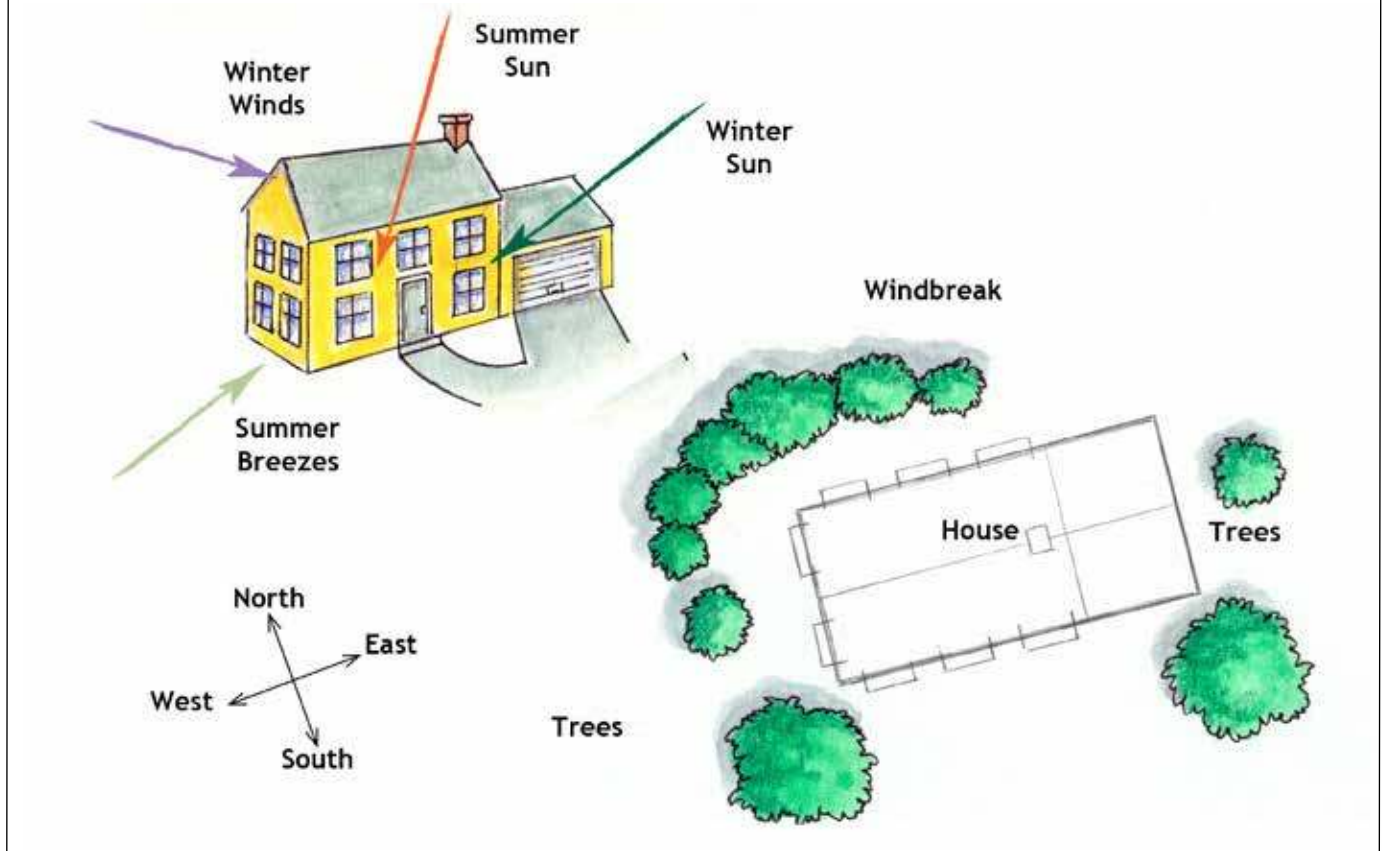 Summer
Sun
Winter
Winds
Winter
Sun
Summer
Breezes
Windbreak
House
Trees
North
East
West
South
Trees